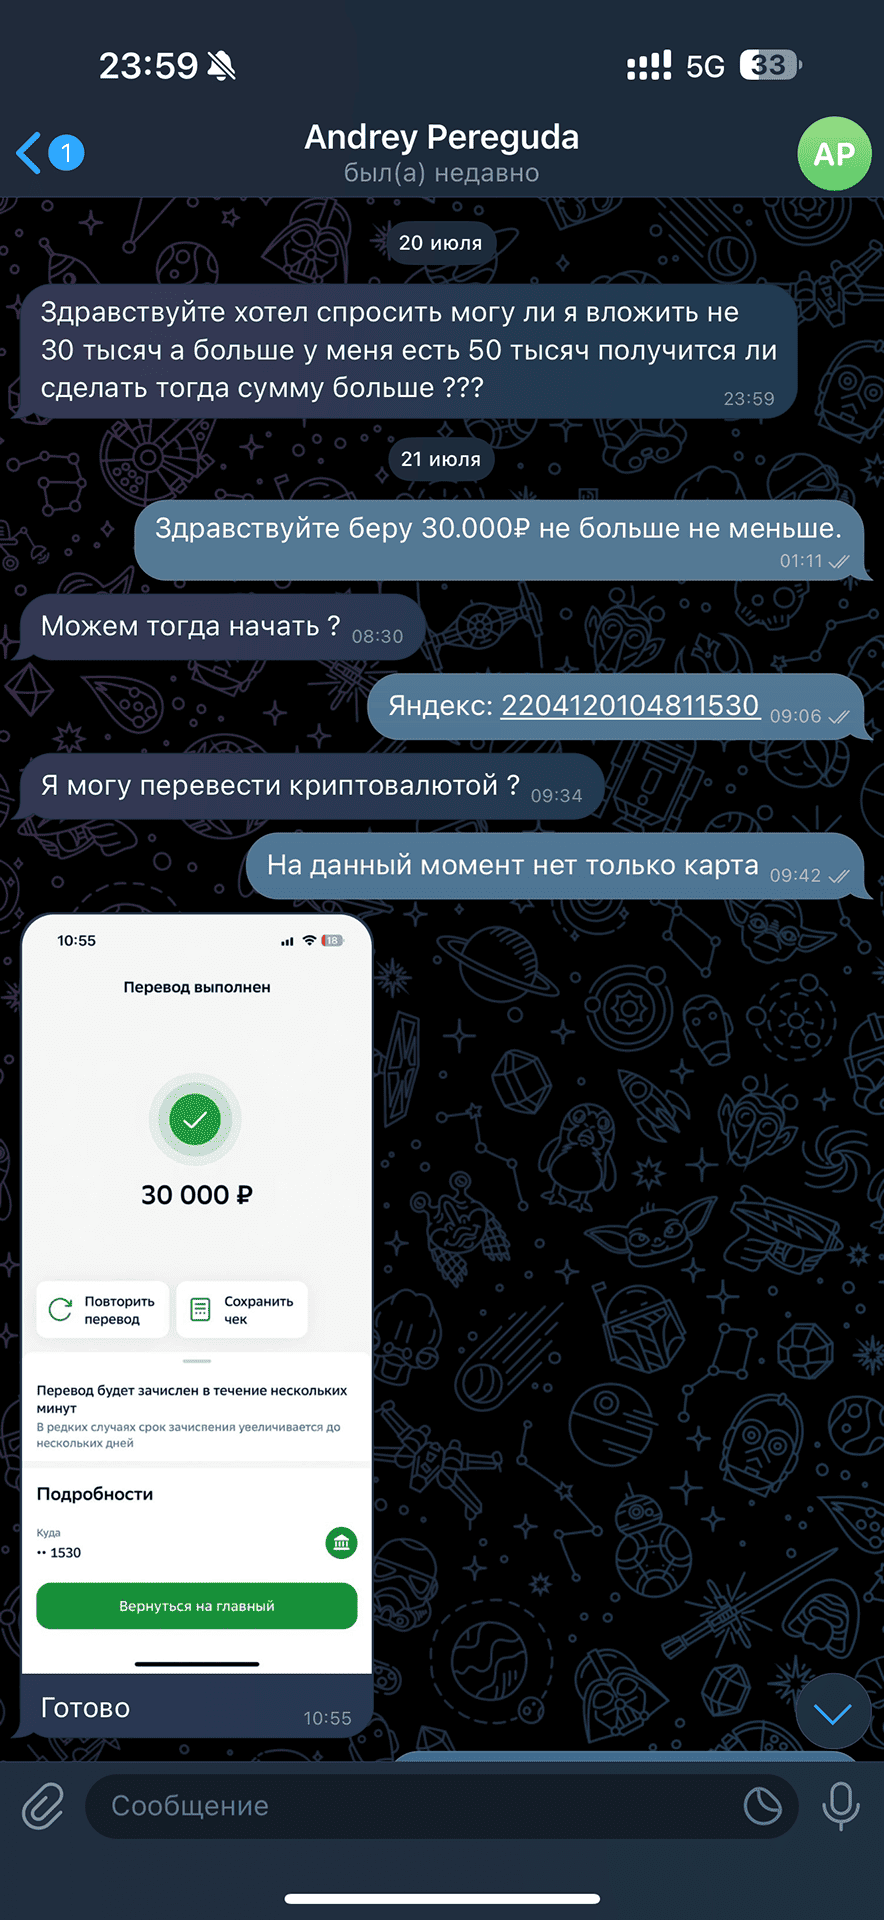 23:59
5G
33
1
Andrey Pereguda
был(а) недавно
AP
20 июля
Здравствуйте хотел спросить могу ли я вложить не
30 тысяч а больше у меня есть 50 тысяч получится ли
сделать тогда сумму больше ???
23:59
21 июля
Здравствуйте беру 30.000₽ не больше не меньше.
01:11
Можем тогда начать ?
08:30
Яндекс: 2204120104811530
09:06
Я могу перевести криптовалютой ?
09:34
На данный момент нет только карта
09:42
10:55
18
Перевод выполнен
30 000 ₽
Повторить
перевод
Сохранить
чек
Перевод будет зачислен в течение нескольких
минут
В редких случаях срок зачисления увеличивается до
нескольких дней
Подробности
Куда
•• 1530
Вернуться на главный
Готово
10:55
Сообщение